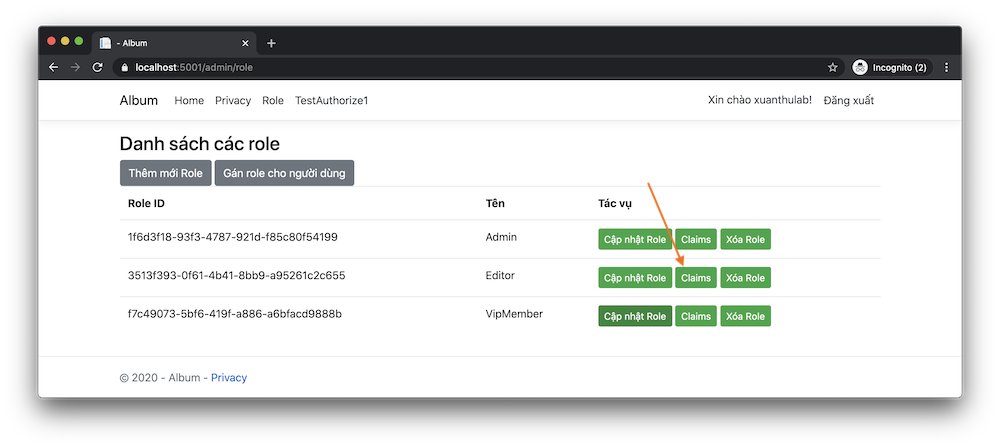 - Album
localhost:5001/admin/role
Incognito (2)
Album Home Privacy Role TestAuthorize1 Xin chào xuanthulab! Đăng xuất
Danh sách các role
Thêm mới Role Gán role cho người dùng
Role ID Tên Tác vụ
1f6d3f18-93f3-4787-921d-f85c80f54199 Admin Cập nhật Role Claims Xóa Role
3513f393-0f61-4b41-8bb9-a95261c2c655 Editor Cập nhật Role Claims Xóa Role
f7c49073-5bf6-419f-a886-a6bfacd9888b VipMember Cập nhật Role Claims Xóa Role
© 2020 - Album - Privacy